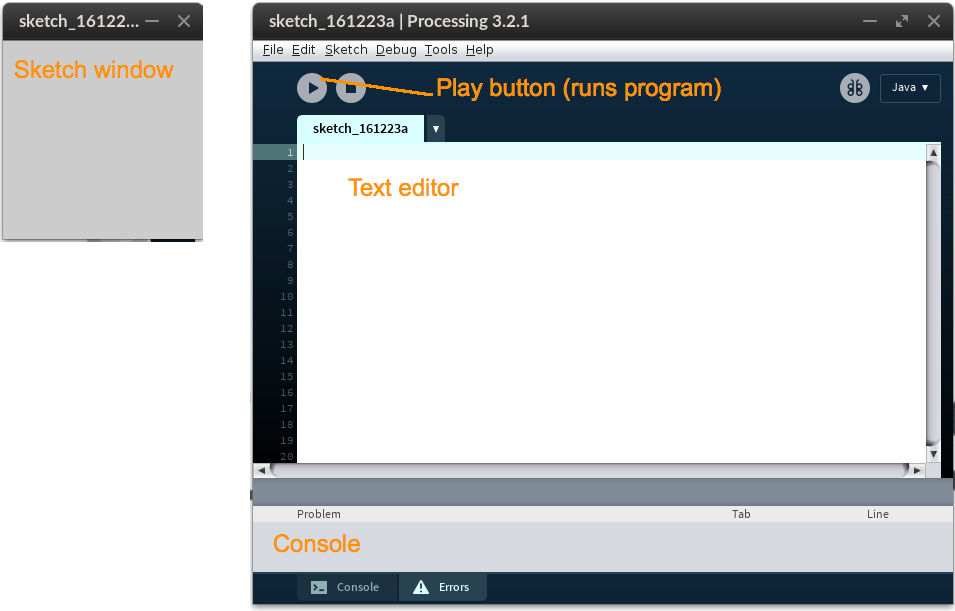 sketch_16122...
Sketch window
sketch_161223a | Processing 3.2.1
File Edit Sketch Debug Tools Help
Play button (runs program)
Java ▾
sketch_161223a ▾
1
2
3
4
5
6
7
8
9
10
11
12
13
14
15
16
17
18
19
20
Text editor
Problem Tab Line
Console
Console Errors